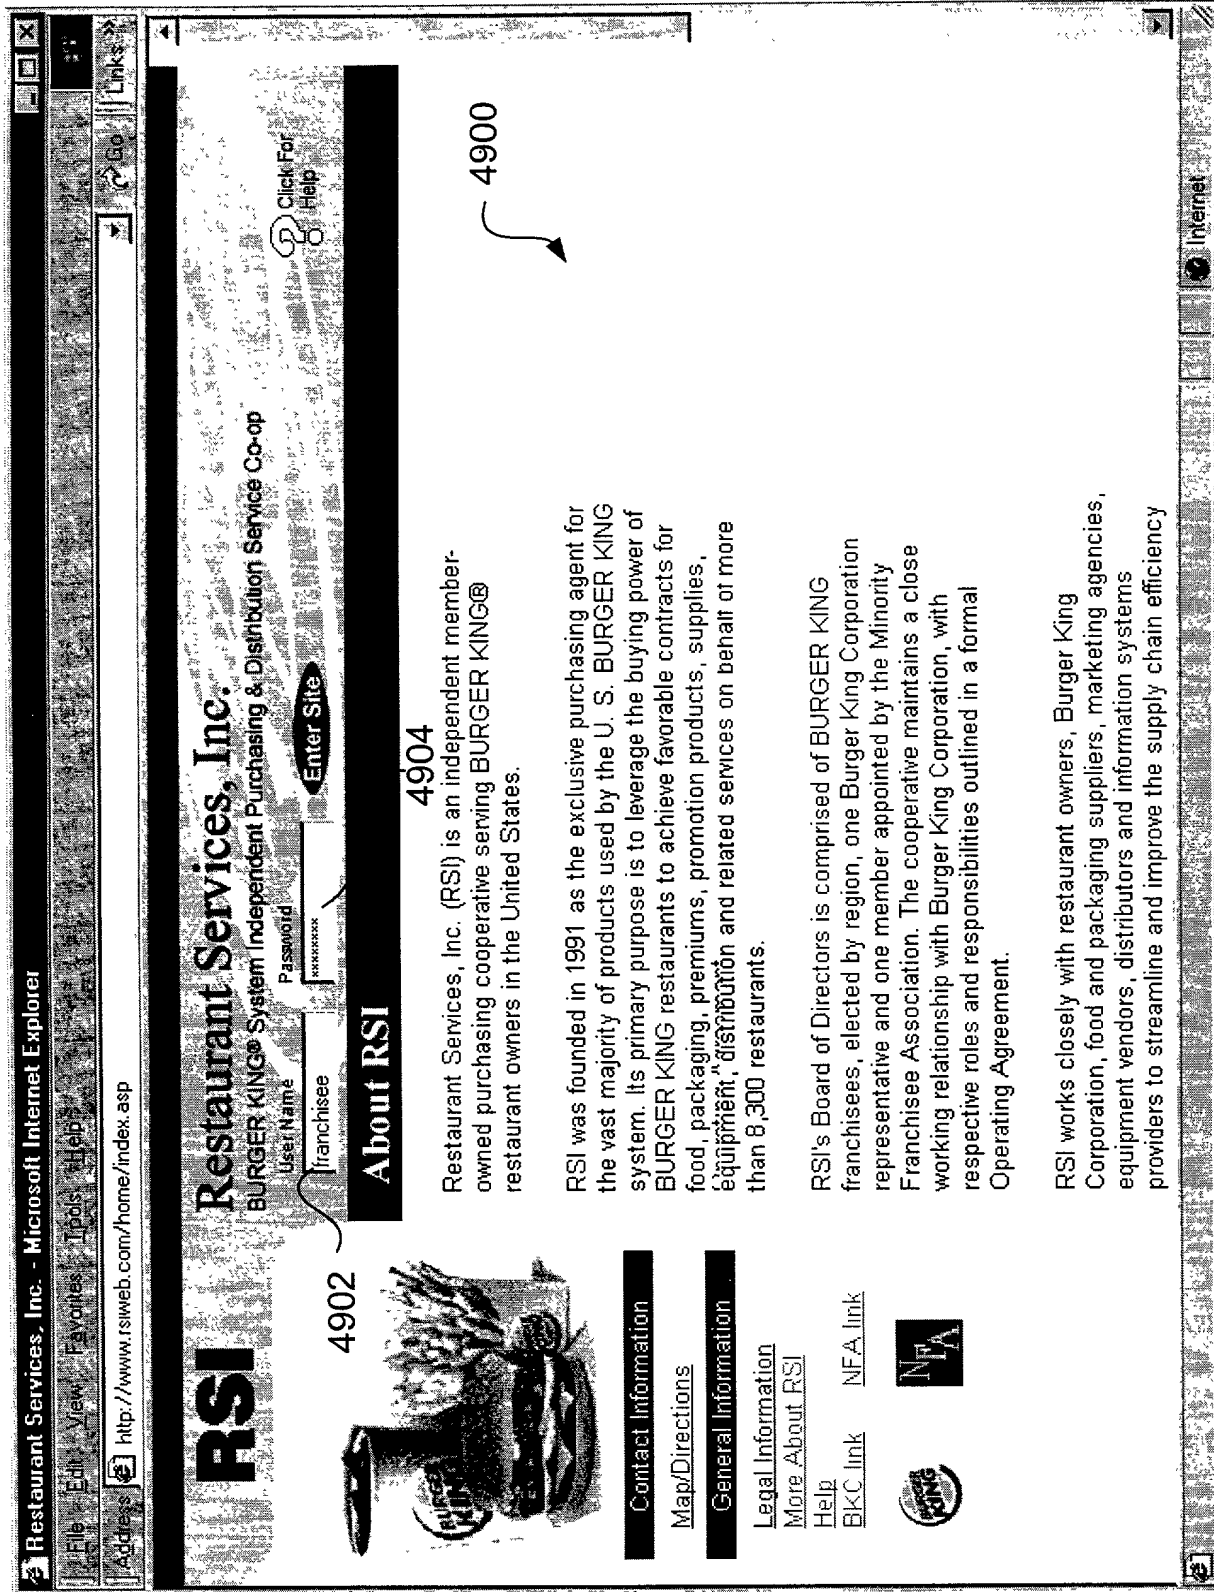 Restaurant Services, Inc. - Microsoft Internet Explorer
File Edit View Favorites Tools Help
Address http://www.rsiweb.com/home/index.asp Go Links »
RSI
Restaurant Services, Inc.
BURGER KING® System Independent Purchasing & Distribution Service Co-op
User Name Password
franchisee ******** Enter Site
? Click For
Help
4902
4904
4900
About RSI
BURGER
KING
Contact Information
Map/Directions
General Information
Legal Information
More About RSI
Help
BKC link NFA link
BURGER
KING
NFA
Restaurant Services, Inc. (RSI) is an independent member-
owned purchasing cooperative serving BURGER KING®
restaurant owners in the United States.
RSI was founded in 1991 as the exclusive purchasing agent for
the vast majority of products used by the U. S. BURGER KING
system. Its primary purpose is to leverage the buying power of
BURGER KING restaurants to achieve favorable contracts for
food, packaging, premiums, promotion products, supplies,
equipment, distribution and related services on behalf of more
than 8,300 restaurants.
RSI's Board of Directors is comprised of BURGER KING
franchisees, elected by region, one Burger King Corporation
representative and one member appointed by the Minority
Franchisee Association. The cooperative maintains a close
working relationship with Burger King Corporation, with
respective roles and responsibilities outlined in a formal
Operating Agreement.
RSI works closely with restaurant owners, Burger King
Corporation, food and packaging suppliers, marketing agencies,
equipment vendors, distributors and information systems
providers to streamline and improve the supply chain efficiency
Internet